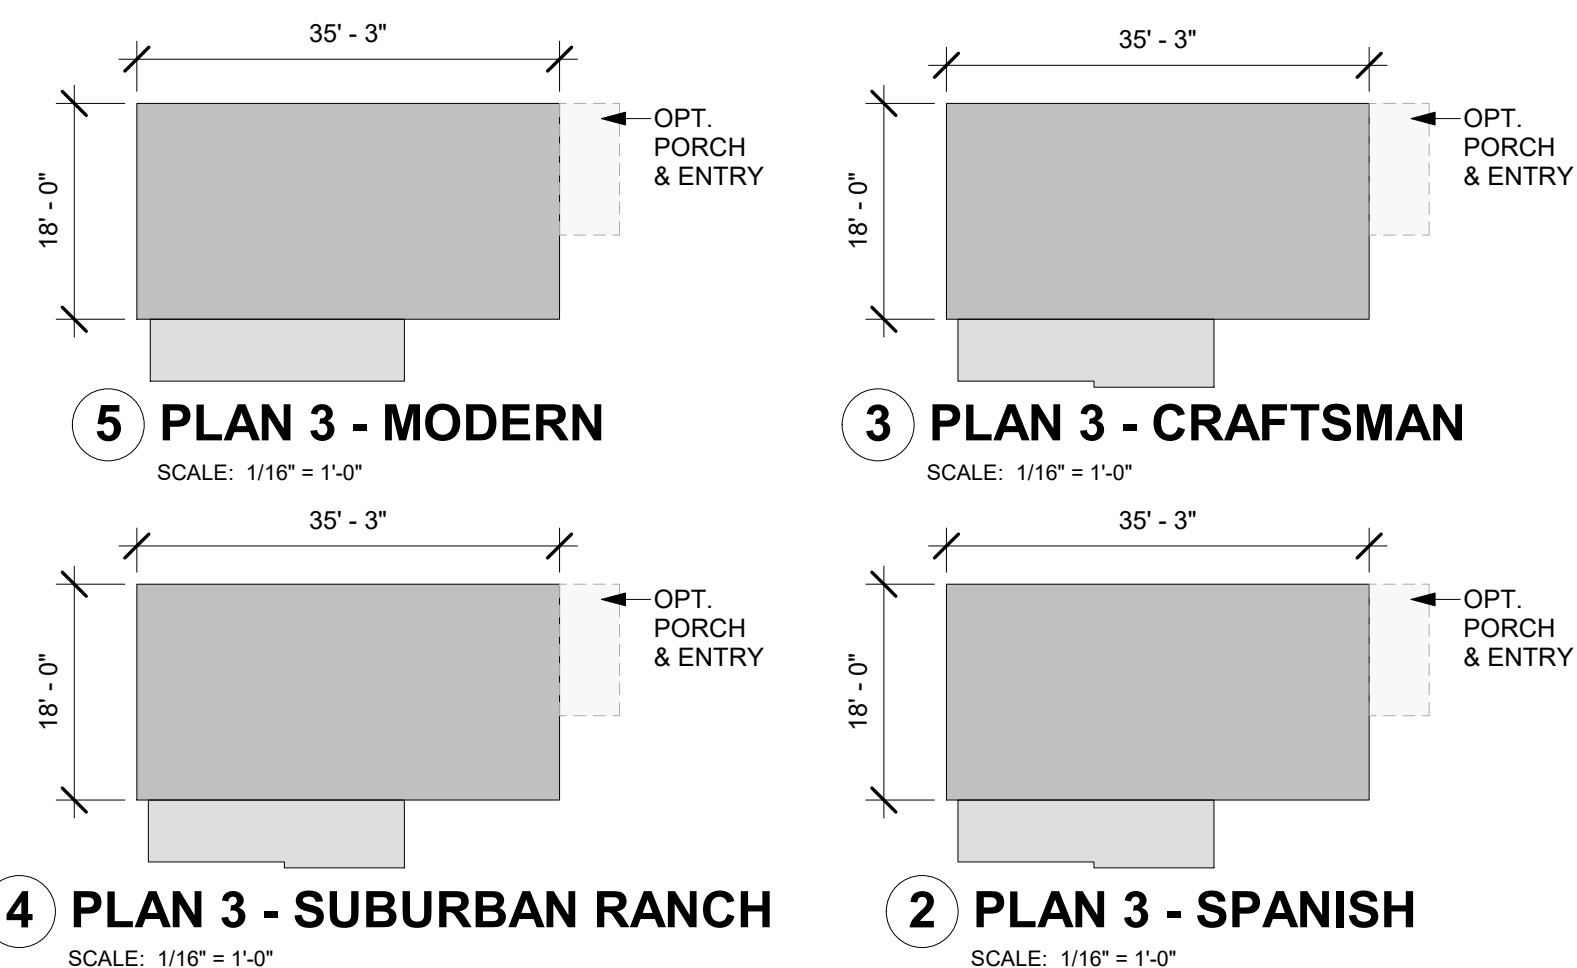 35' - 3"
18' - 0"
OPT.
PORCH
& ENTRY
5 PLAN 3 - MODERN
SCALE: 1/16" = 1'-0"
35' - 3"
18' - 0"
OPT.
PORCH
& ENTRY
3 PLAN 3 - CRAFTSMAN
SCALE: 1/16" = 1'-0"
35' - 3"
18' - 0"
OPT.
PORCH
& ENTRY
4 PLAN 3 - SUBURBAN RANCH
SCALE: 1/16" = 1'-0"
35' - 3"
18' - 0"
OPT.
PORCH
& ENTRY
2 PLAN 3 - SPANISH
SCALE: 1/16" = 1'-0"